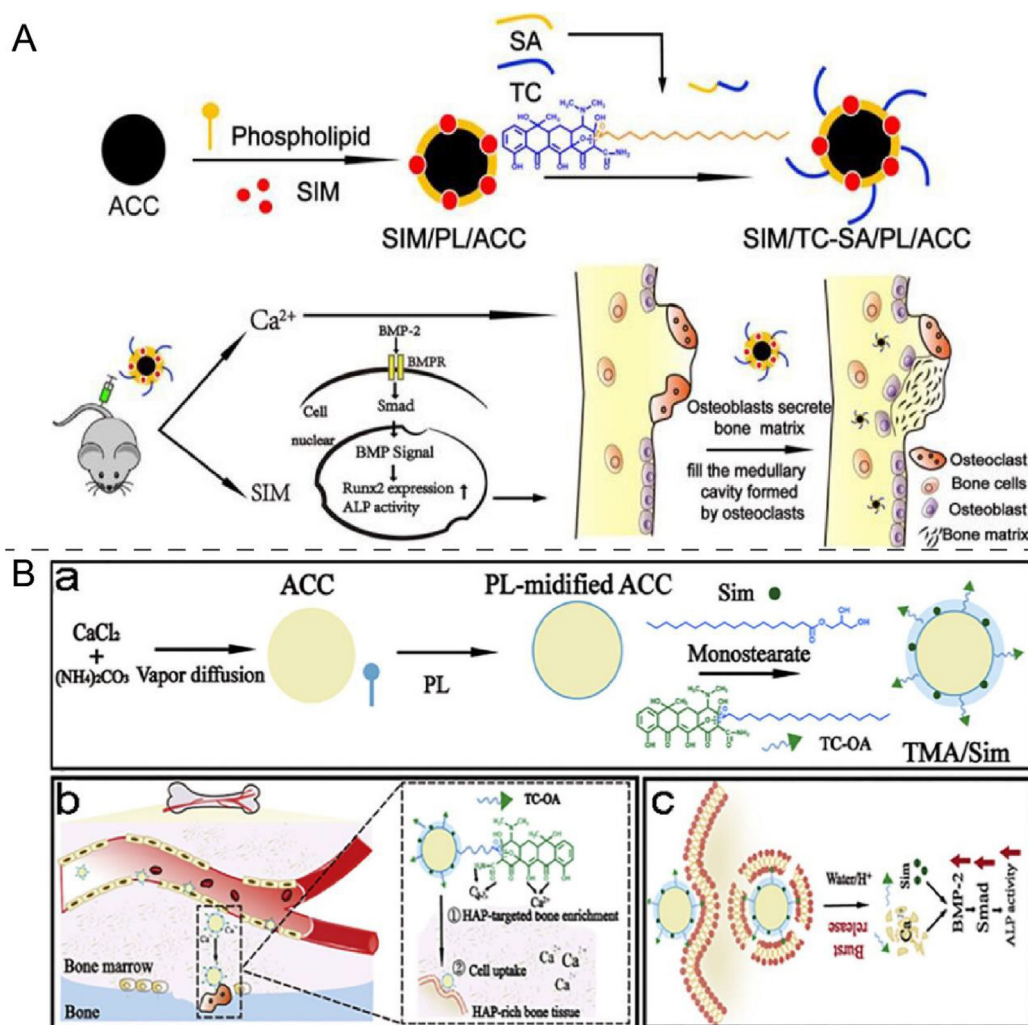 A
SA
TC
Phospholipid
SIM
ACC
SIM/PL/ACC
SIM/TC-SA/PL/ACC
Ca²⁺
BMP-2
BMPR
Cell
Smad
nuclear
BMP Signal
Runx2 expression ↑
ALP activity
SIM
Osteoblasts secrete
bone matrix
fill the medullary
cavity formed
by osteoclasts
Osteoclast
Bone cells
Osteoblast
Bone matrix
B
a
CaCl₂
+
(NH₄)₂CO₃
Vapor diffusion
ACC
PL
PL-midified ACC
Sim
Monostearate
TC-OA
TMA/Sim
b
Bone marrow
Bone
TC-OA
① HAP-targeted bone enrichment
② Cell uptake
Ca²⁺
Ca²⁺
Ca²⁺
HAP-rich bone tissue
c
Water/H⁺
Burst
release
Sim
Ca
BMP-2
Smad
ALP activity